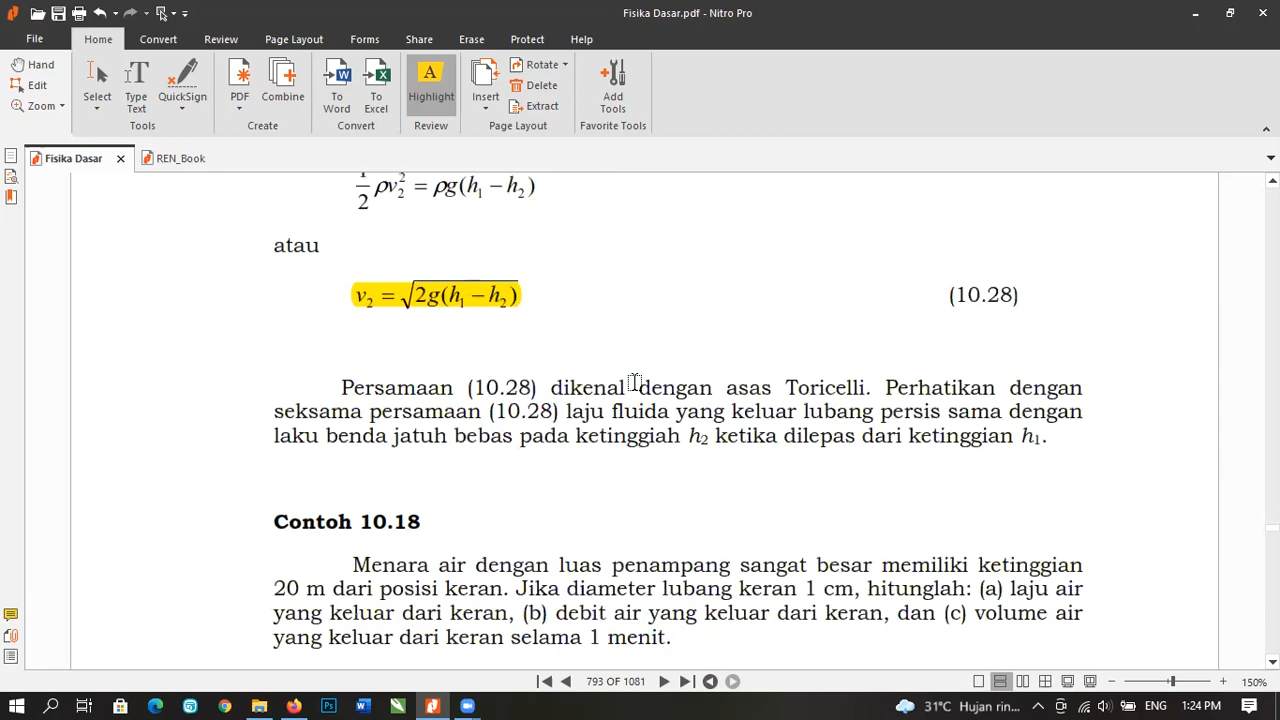 Fisika Dasar.pdf - Nitro Pro
File Home Convert Review Page Layout Forms Share Erase Protect Help
Hand
Edit
Zoom
Select
Type Text
QuickSign
Tools
PDF
Combine
Create
To Word
To Excel
Convert
Highlight
Review
Insert
Rotate
Delete
Extract
Page Layout
Add Tools
Favorite Tools
Fisika Dasar
REN_Book
1/2 ρv₂² = ρg(h₁ − h₂)
atau
v₂ = √2g(h₁ − h₂) (10.28)
Persamaan (10.28) dikenal dengan asas Toricelli. Perhatikan dengan
seksama persamaan (10.28) laju fluida yang keluar lubang persis sama dengan
laku benda jatuh bebas pada ketinggiah h₂ ketika dilepas dari ketinggian h₁.
Contoh 10.18
Menara air dengan luas penampang sangat besar memiliki ketinggian
20 m dari posisi keran. Jika diameter lubang keran 1 cm, hitunglah: (a) laju air
yang keluar dari keran, (b) debit air yang keluar dari keran, dan (c) volume air
yang keluar dari keran selama 1 menit.
793 OF 1081
150%
31°C Hujan rin...
ENG 1:24 PM